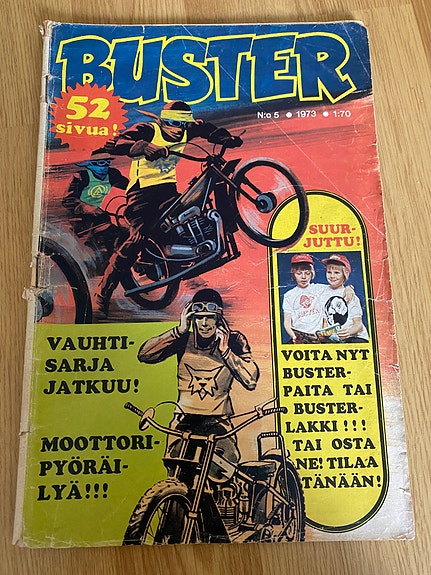 BUSTER
52
sivua!
N:o 5 ● 1973 ● 1:70
SUUR-
JUTTU!
VAUHTI-
SARJA
JATKUU!
MOOTTORI-
PYÖRÄI-
LYÄ!!!
VOITA NYT
BUSTER-
PAITA TAI
BUSTER-
LAKKI!!!
TAI OSTA
NE! TILAA
TÄNÄÄN!